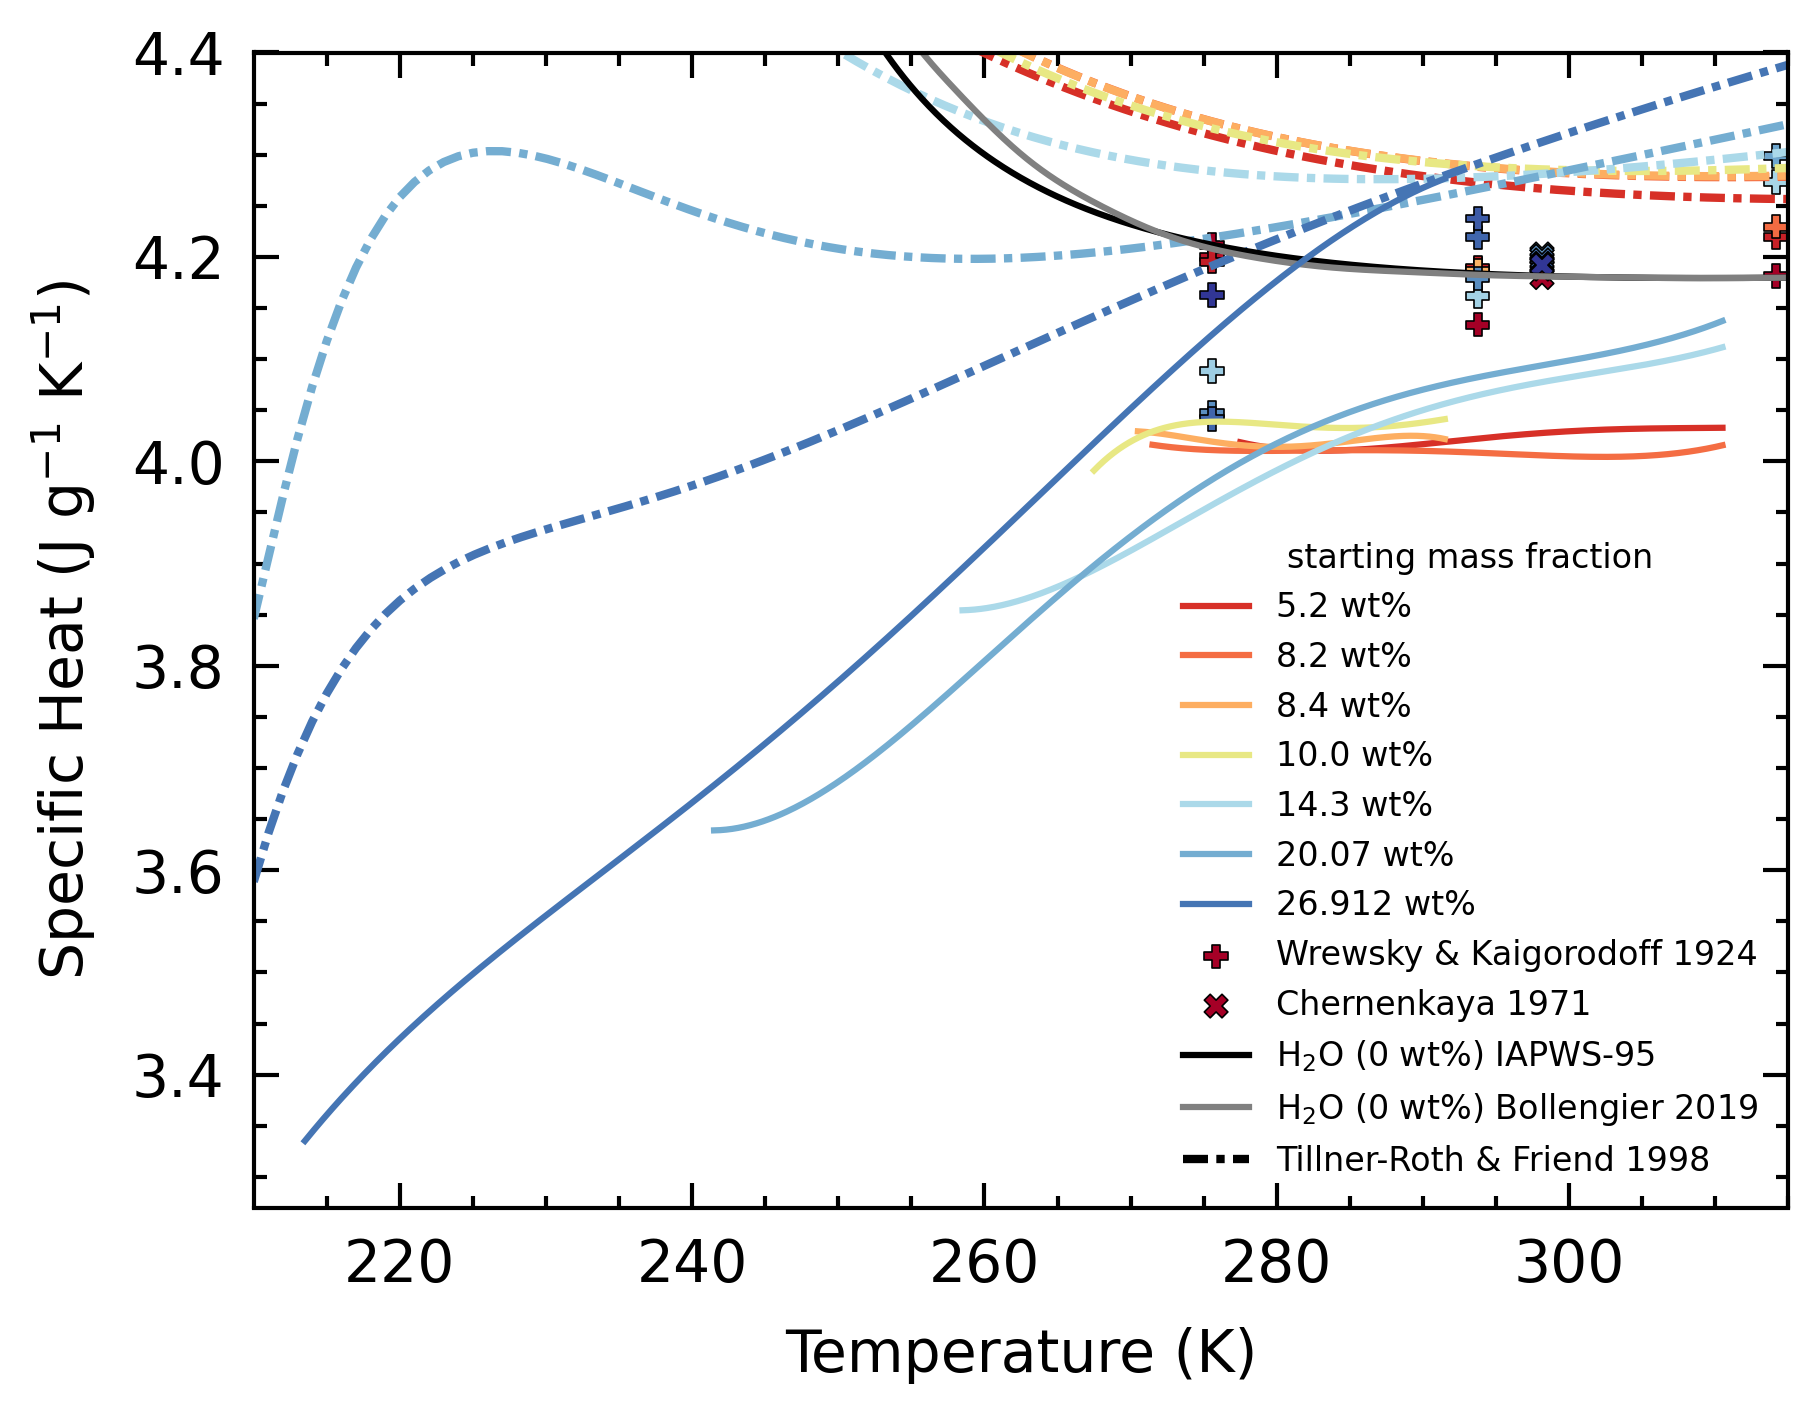 4.4
4.2
4.0
3.8
3.6
3.4
Specific Heat (J g⁻¹ K⁻¹)
220 240 260 280 300
Temperature (K)
starting mass fraction
5.2 wt%
8.2 wt%
8.4 wt%
10.0 wt%
14.3 wt%
20.07 wt%
26.912 wt%
Wrewsky & Kaigorodoff 1924
Chernenkaya 1971
H₂O (0 wt%) IAPWS-95
H₂O (0 wt%) Bollengier 2019
Tillner-Roth & Friend 1998